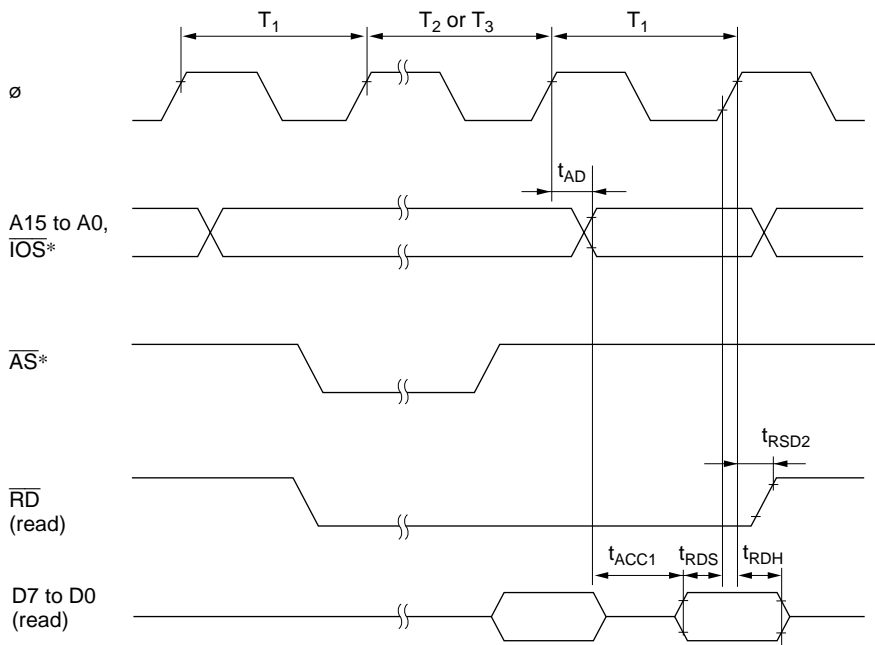 T1
T2 or T3
T1
ø
tAD
A15 to A0,
IOS*
AS*
tRSD2
RD
(read)
tACC1
tRDS
tRDH
D7 to D0
(read)